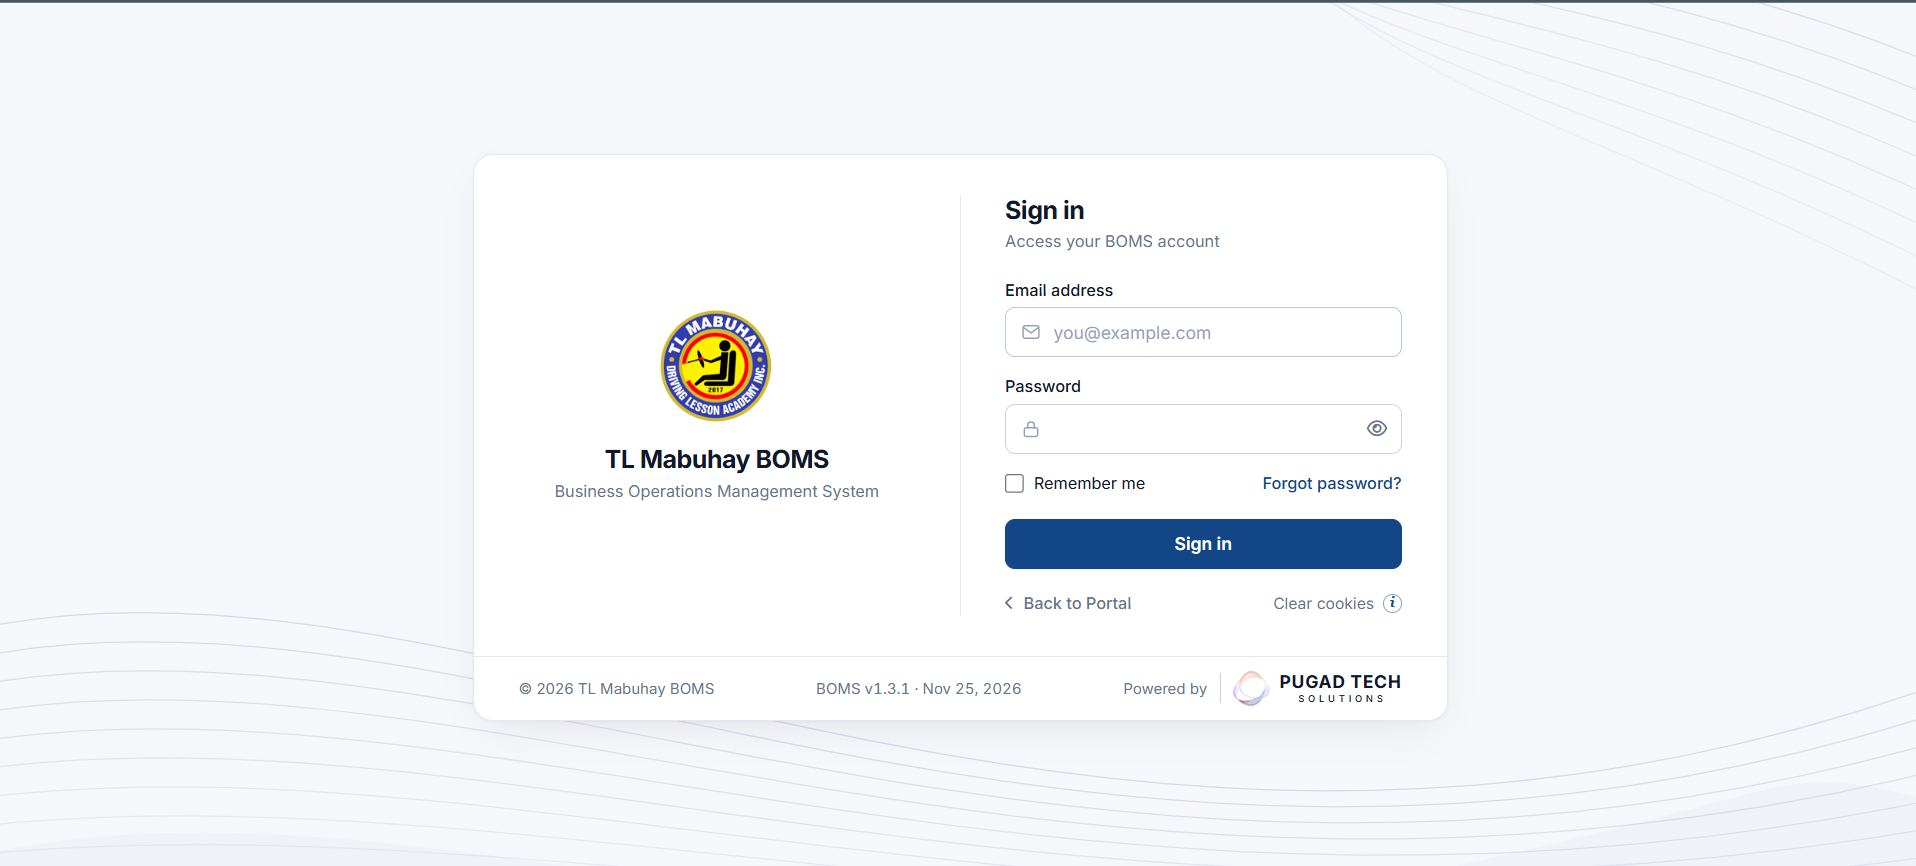 TL MABUHAY
DRIVING LESSON ACADEMY INC.
2017
TL Mabuhay BOMS
Business Operations Management System
Sign in
Access your BOMS account
Email address
you@example.com
Password
Remember me
Forgot password?
Sign in
Back to Portal
Clear cookies
© 2026 TL Mabuhay BOMS
BOMS v1.3.1 · Nov 25, 2026
Powered by
PUGAD TECH
SOLUTIONS